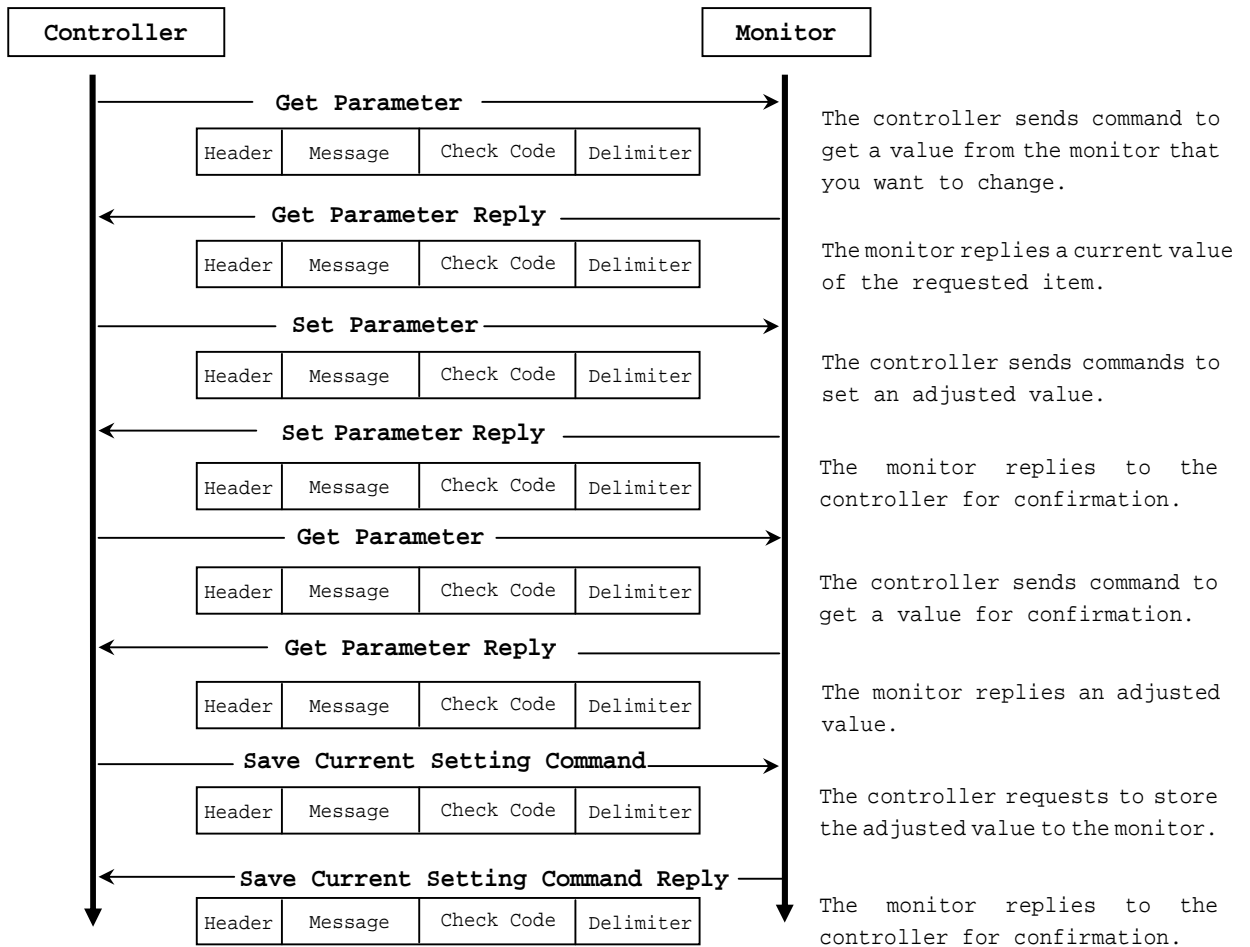 Controller
Monitor
Get Parameter
Header Message Check Code Delimiter
The controller sends command to
get a value from the monitor that
you want to change.
Get Parameter Reply
Header Message Check Code Delimiter
The monitor replies a current value
of the requested item.
Set Parameter
Header Message Check Code Delimiter
The controller sends commands to
set an adjusted value.
Set Parameter Reply
Header Message Check Code Delimiter
The monitor replies to the
controller for confirmation.
Get Parameter
Header Message Check Code Delimiter
The controller sends command to
get a value for confirmation.
Get Parameter Reply
Header Message Check Code Delimiter
The monitor replies an adjusted
value.
Save Current Setting Command
Header Message Check Code Delimiter
The controller requests to store
the adjusted value to the monitor.
Save Current Setting Command Reply
Header Message Check Code Delimiter
The monitor replies to the
controller for confirmation.